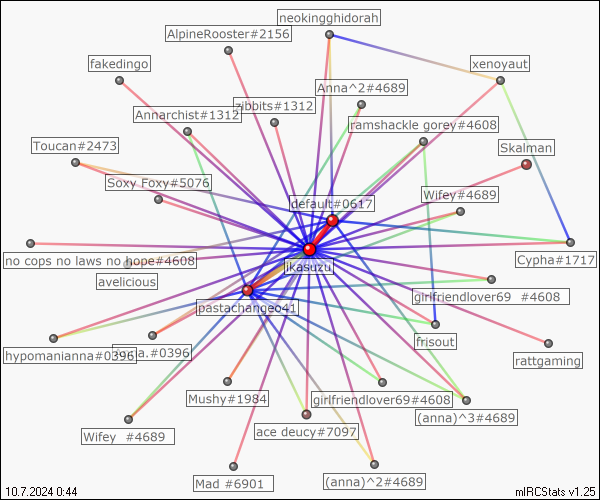 neokingghidorah
AlpineRooster#2156
fakedingo
xenoyaut
Anna^2#4689
zibbits#1312
Annarchist#1312
ramshackle gorey#4608
Toucan#2473
Skalman
Soxy Foxy#5076
Wifey#4689
default#0617
no cops no laws no hope#4608
Cypha#1717
likasuzu
avelicious
girlfriendlover69 #4608
pastachangeo41
frisout
hypomanianna#0396
#0396
rattgaming
Mushy#1984
girlfriendlover69#4608
(anna)^3#4689
Wifey #4689
ace deucy#7097
Mad #6901
(anna)^2#4689
10.7.2024 0:44
mIRCStats v1.25